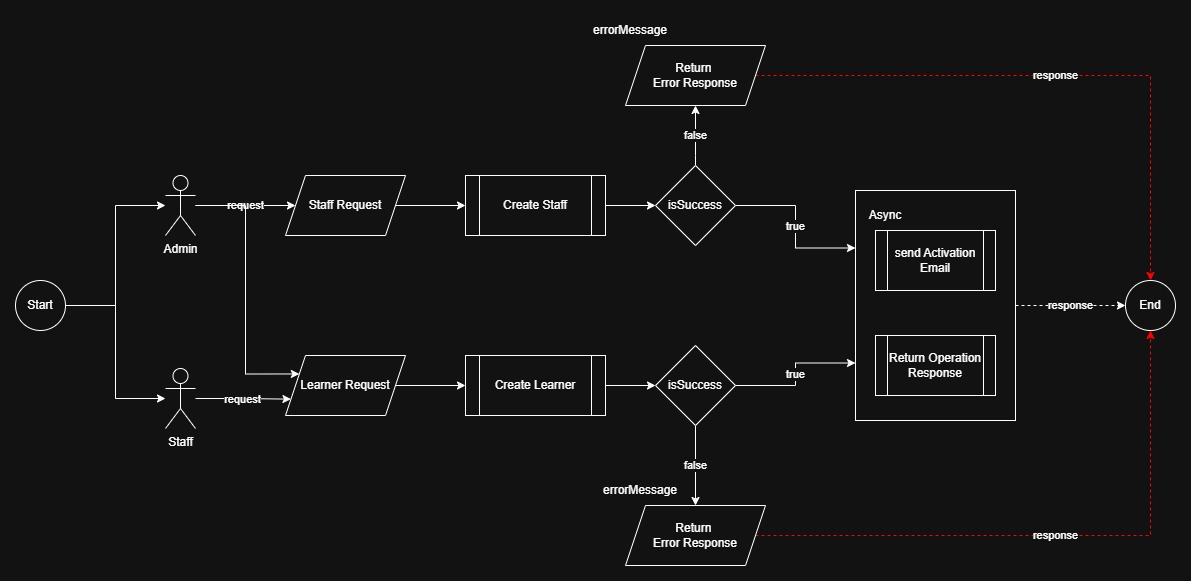 errorMessage
Return
Error Response
response
false
Admin
request
Staff Request
Create Staff
isSuccess
true
Async
send Activation
Email
Start
response
End
Return Operation
Response
Staff
request
Learner Request
Create Learner
isSuccess
true
false
errorMessage
Return
Error Response
response